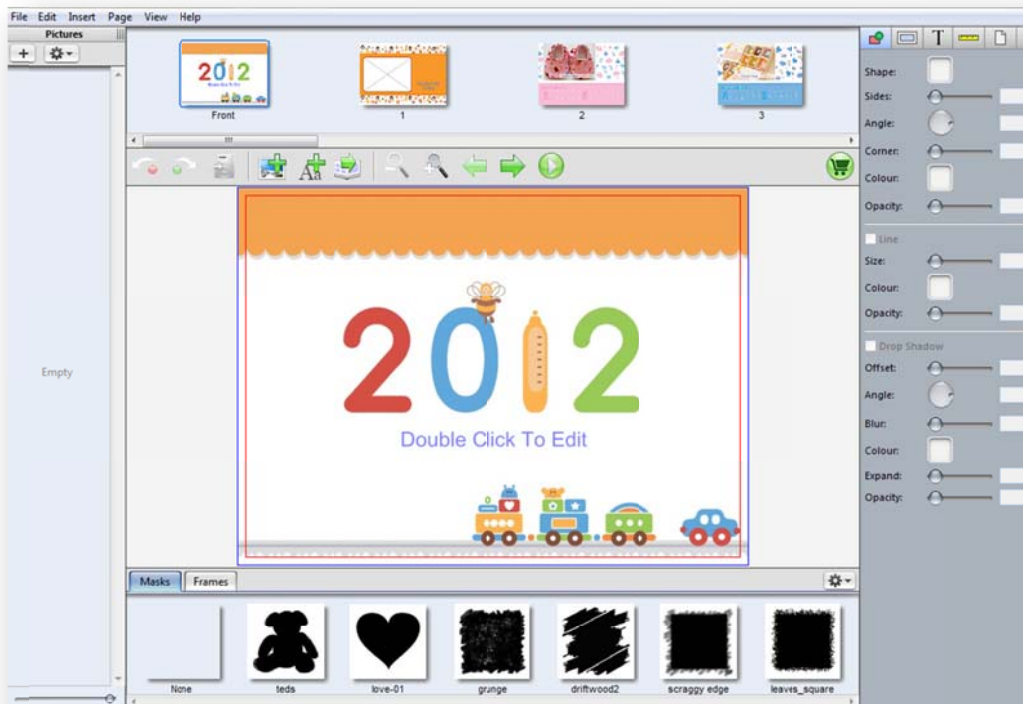 File Edit Insert Page View Help
Pictures
+
Empty
2012
Front
1
2
3
T
Aa
2012
Double Click To Edit
Shape:
Sides:
Angle:
Corner:
Colour:
Opacity:
Line
Size:
Colour:
Opacity:
Drop Shadow
Offset:
Angle:
Blur:
Colour:
Expand:
Opacity:
Masks Frames
None teds love-01 grunge driftwood2 scraggy edge leaves_square